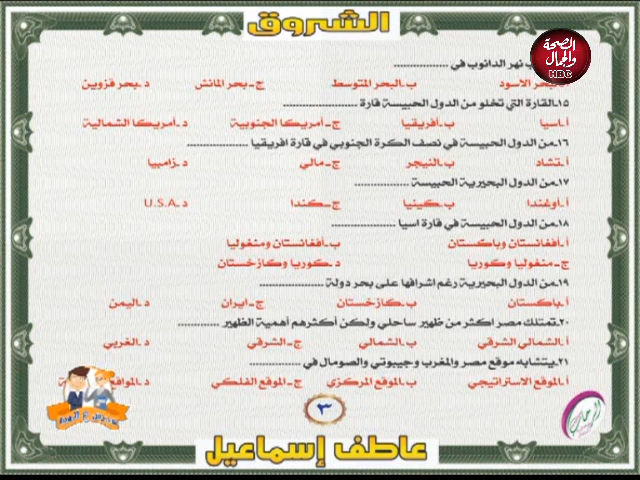 الشروق
الصحة
والجمال
HBC
ب نهر الدانوب في
البحر الأسود ب.البحر المتوسط ج-بحر المانش د.بحر قزوين
١٥-القارة التي تخلو من الدول الحبيسة قارة
أ.اسيا ب.أفريقيا ج-أمريكا الجنوبية د.أمريكا الشمالية
١٦-من الدول الحبيسة في نصف الكرة الجنوبي في قارة افريقيا
أ.تشاد ب.النيجر ج-مالي د.زامبيا
١٧-من الدول البحيرية الحبيسة
أ.أوغندا ب.كينيا ج-كندا د.U.S.A
١٨-من الدول الحبيسة في قارة اسيا
أ-أفغانستان وباكستان ب.أفغانستان ومنغوليا
ج-منغوليا وكوريا د.كوريا وكازخستان
١٩-من الدول البحيرية رغم اشرافها على بحر دولة
أ.باكستان ب.كازخستان ج-ايران د.اليمن
٢٠-تمتلك مصر اكثر من ظهير ساحلي ولكن أكثرهم أهمية الظهير
أ.الشمالي الشرقي ب.الشمالي ج-الشرقي د.الغربي
٢١-يتشابه موقع مصر والمغرب وجيبوتي والصومال في
أ.الموقع الاستراتيجي ب.الموقع المركزي ج-الموقع الفلكي د.المواقع
٣
عاطف إسماعيل